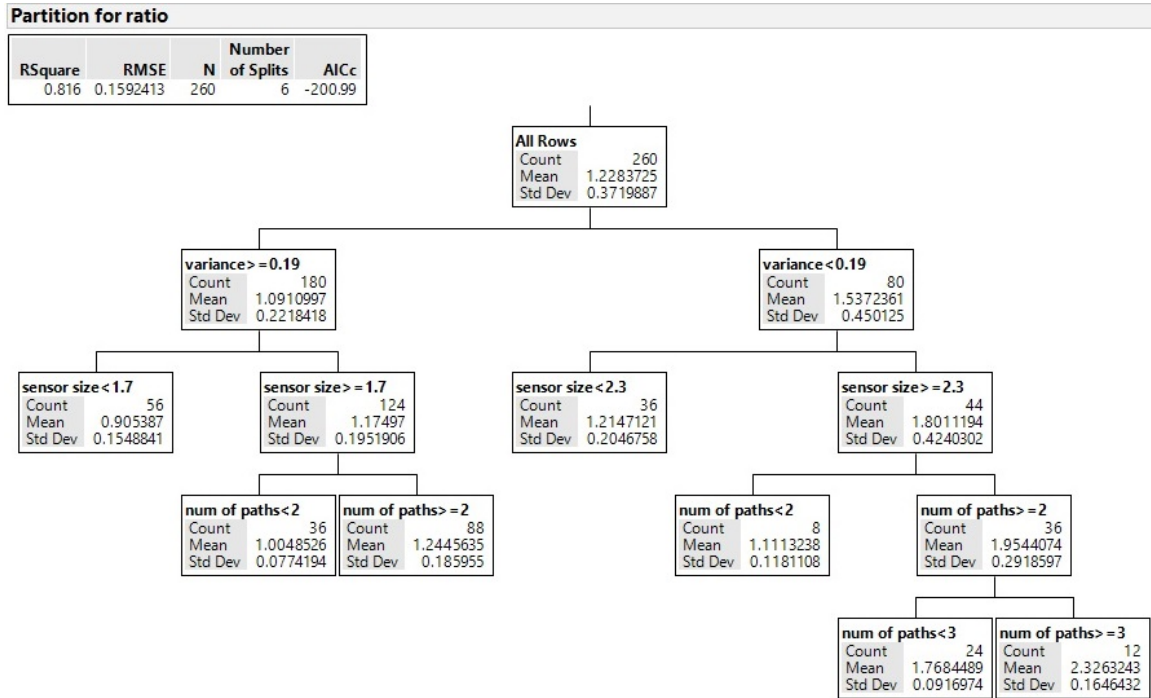 Partition for ratio
RSquare RMSE N Number of Splits AICc
0.816 0.1592413 260 6 -200.99
All Rows
Count 260
Mean 1.2283725
Std Dev 0.3719887
variance>=0.19
Count 180
Mean 1.0910997
Std Dev 0.2218418
variance<0.19
Count 80
Mean 1.5372361
Std Dev 0.450125
sensor size<1.7
Count 56
Mean 0.905387
Std Dev 0.1548841
sensor size>=1.7
Count 124
Mean 1.17497
Std Dev 0.1951906
sensor size<2.3
Count 36
Mean 1.2147121
Std Dev 0.2046758
sensor size>=2.3
Count 44
Mean 1.8011194
Std Dev 0.4240302
num of paths<2
Count 36
Mean 1.0048526
Std Dev 0.0774194
num of paths>=2
Count 88
Mean 1.2445635
Std Dev 0.185955
num of paths<2
Count 8
Mean 1.1113238
Std Dev 0.1181108
num of paths>=2
Count 36
Mean 1.9544074
Std Dev 0.2918597
num of paths<3
Count 24
Mean 1.7684489
Std Dev 0.0916974
num of paths>=3
Count 12
Mean 2.3263243
Std Dev 0.1646432